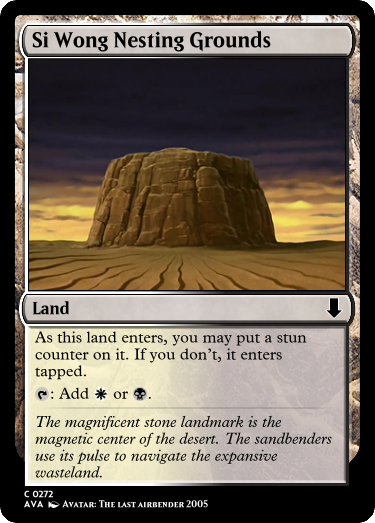 Si Wong Nesting Grounds
Land
As this land enters, you may put a stun
counter on it. If you don't, it enters
tapped.
: Add or .
The magnificent stone landmark is the
magnetic center of the desert. The sandbenders
use its pulse to navigate the expansive
wasteland.
C 0272
AVA Avatar: The last airbender 2005